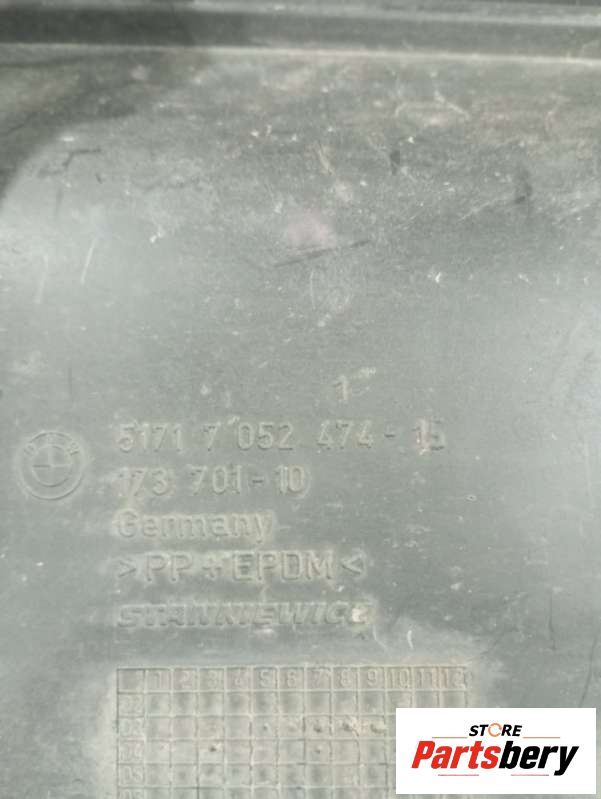 1
5171 7 052 474-15
173 701-10
Germany
>PP+EPDM<
STANKIEWICZ
1 2 3 4 5 6 7 8 9 10 11 12
STORE
Partsbery